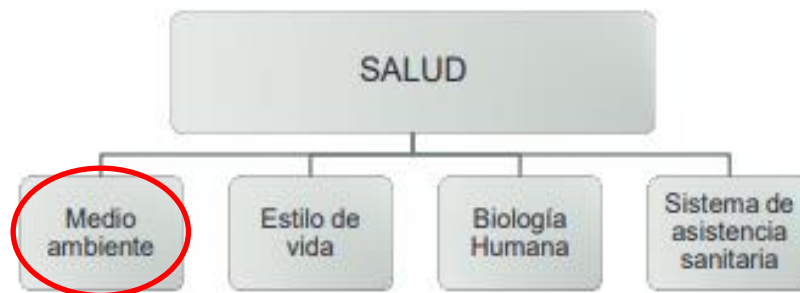 SALUD
Medio
ambiente
Estilo de
vida
Biología
Humana
Sistema de
asistencia
sanitaria